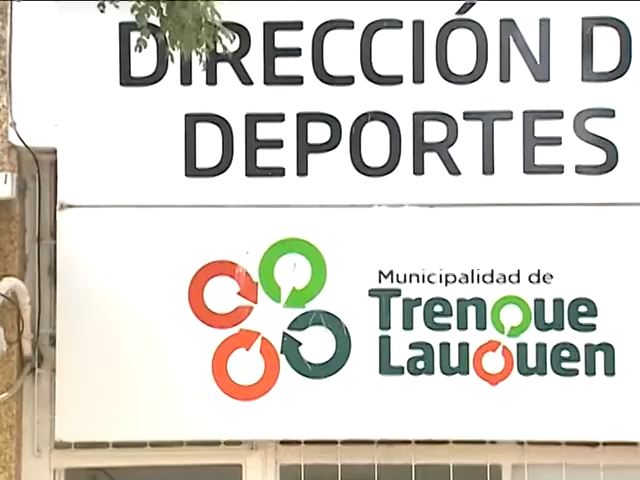 DIRECCIÓN D
DEPORTES
Municipalidad de
Trenque
Lauquen